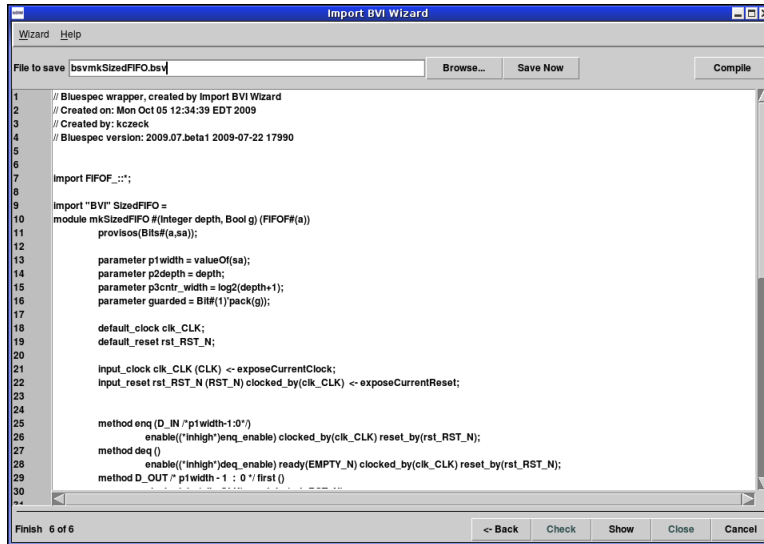 Import BVI Wizard
Wizard Help
File to save bsvmkSizedFIFO.bsv Browse... Save Now Compile
1 // Bluespec wrapper, created by Import BVI Wizard
2 // Created on: Mon Oct 05 12:34:39 EDT 2009
3 // Created by: kczeck
4 // Bluespec version: 2009.07.beta1 2009-07-22 17990
5
6
7 import FIFOF_::*;
8
9 import "BVI" SizedFIFO =
10 module mkSizedFIFO #(Integer depth, Bool g) (FIFOF#(a))
11 provisos(Bits#(a,sa));
12
13 parameter p1width = valueOf(sa);
14 parameter p2depth = depth;
15 parameter p3cntr_width = log2(depth+1);
16 parameter guarded = Bit#(1)'pack(g));
17
18 default_clock clk_CLK;
19 default_reset rst_RST_N;
20
21 input_clock clk_CLK (CLK) <- exposeCurrentClock;
22 input_reset rst_RST_N (RST_N) clocked_by(clk_CLK) <- exposeCurrentReset;
23
24
25 method enq (D_IN /*p1width-1:0*/)
26 enable((*inhigh*)enq_enable) clocked_by(clk_CLK) reset_by(rst_RST_N);
27 method deq ()
28 enable((*inhigh*)deq_enable) ready(EMPTY_N) clocked_by(clk_CLK) reset_by(rst_RST_N);
29 method D_OUT /* p1width - 1 : 0 */ first ()
30
Finish 6 of 6 <- Back Check Show Close Cancel